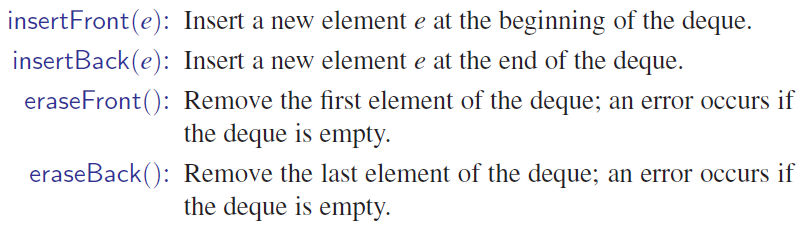 insertFront(e): Insert a new element e at the beginning of the deque.
insertBack(e): Insert a new element e at the end of the deque.
eraseFront(): Remove the first element of the deque; an error occurs if
the deque is empty.
eraseBack(): Remove the last element of the deque; an error occurs if
the deque is empty.